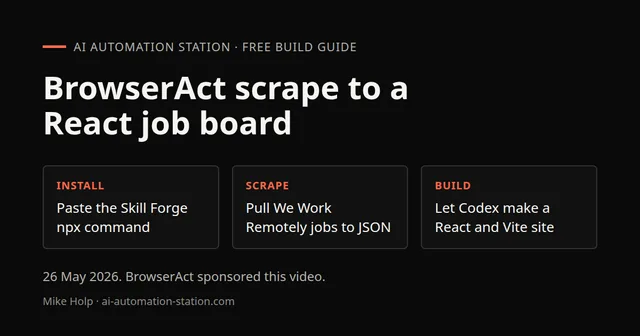 AI AUTOMATION STATION · FREE BUILD GUIDE
BrowserAct scrape to a
React job board
INSTALL
Paste the Skill Forge
npx command
SCRAPE
Pull We Work
Remotely jobs to JSON
BUILD
Let Codex make a
React and Vite site
26 May 2026. BrowserAct sponsored this video.
Mike Holp · ai-automation-station.com